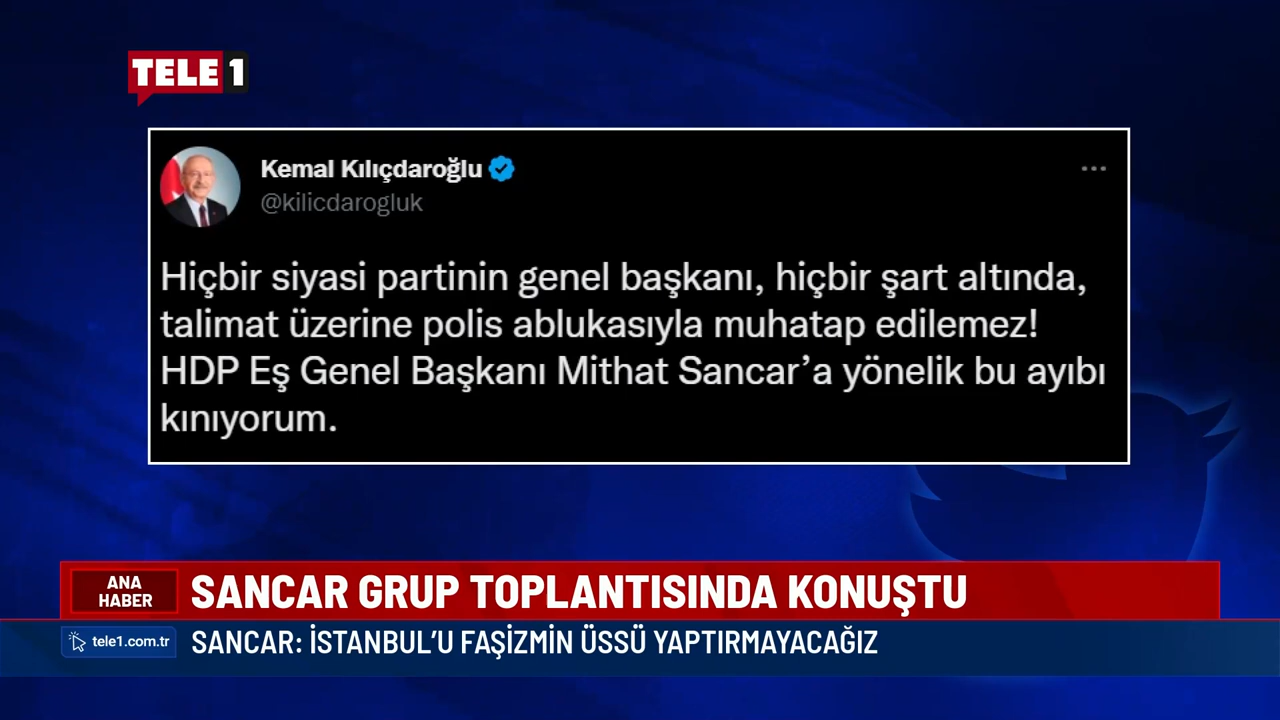 TELE 1
Kemal Kılıçdaroğlu
@kilicdarogluk
Hiçbir siyasi partinin genel başkanı, hiçbir şart altında,
talimat üzerine polis ablukasıyla muhatap edilemez!
HDP Eş Genel Başkanı Mithat Sancar’a yönelik bu ayıbı
kınıyorum.
ANA
HABER
SANCAR GRUP TOPLANTISINDA KONUŞTU
tele1.com.tr
SANCAR: İSTANBUL’U FAŞİZMİN ÜSSÜ YAPTIRMAYACAĞIZ